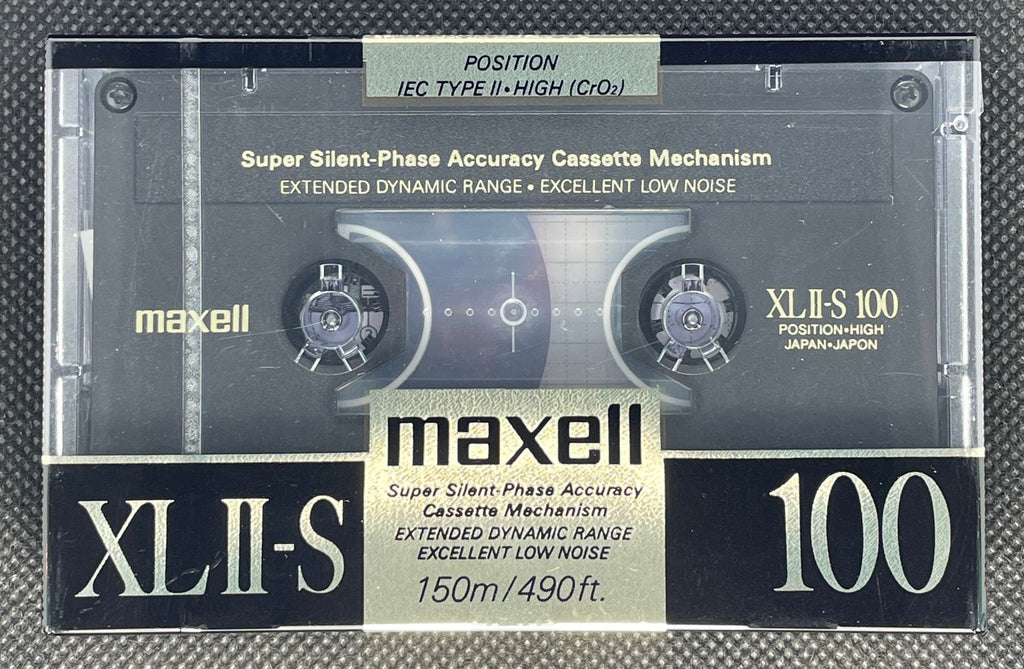 POSITION
IEC TYPE II•HIGH (CrO₂)
Super Silent-Phase Accuracy Cassette Mechanism
EXTENDED DYNAMIC RANGE • EXCELLENT LOW NOISE
maxell
XLII-S 100
POSITION•HIGH
JAPAN•JAPON
maxell
Super Silent-Phase Accuracy
Cassette Mechanism
EXTENDED DYNAMIC RANGE
EXCELLENT LOW NOISE
150m/490ft.
XLII-S
100